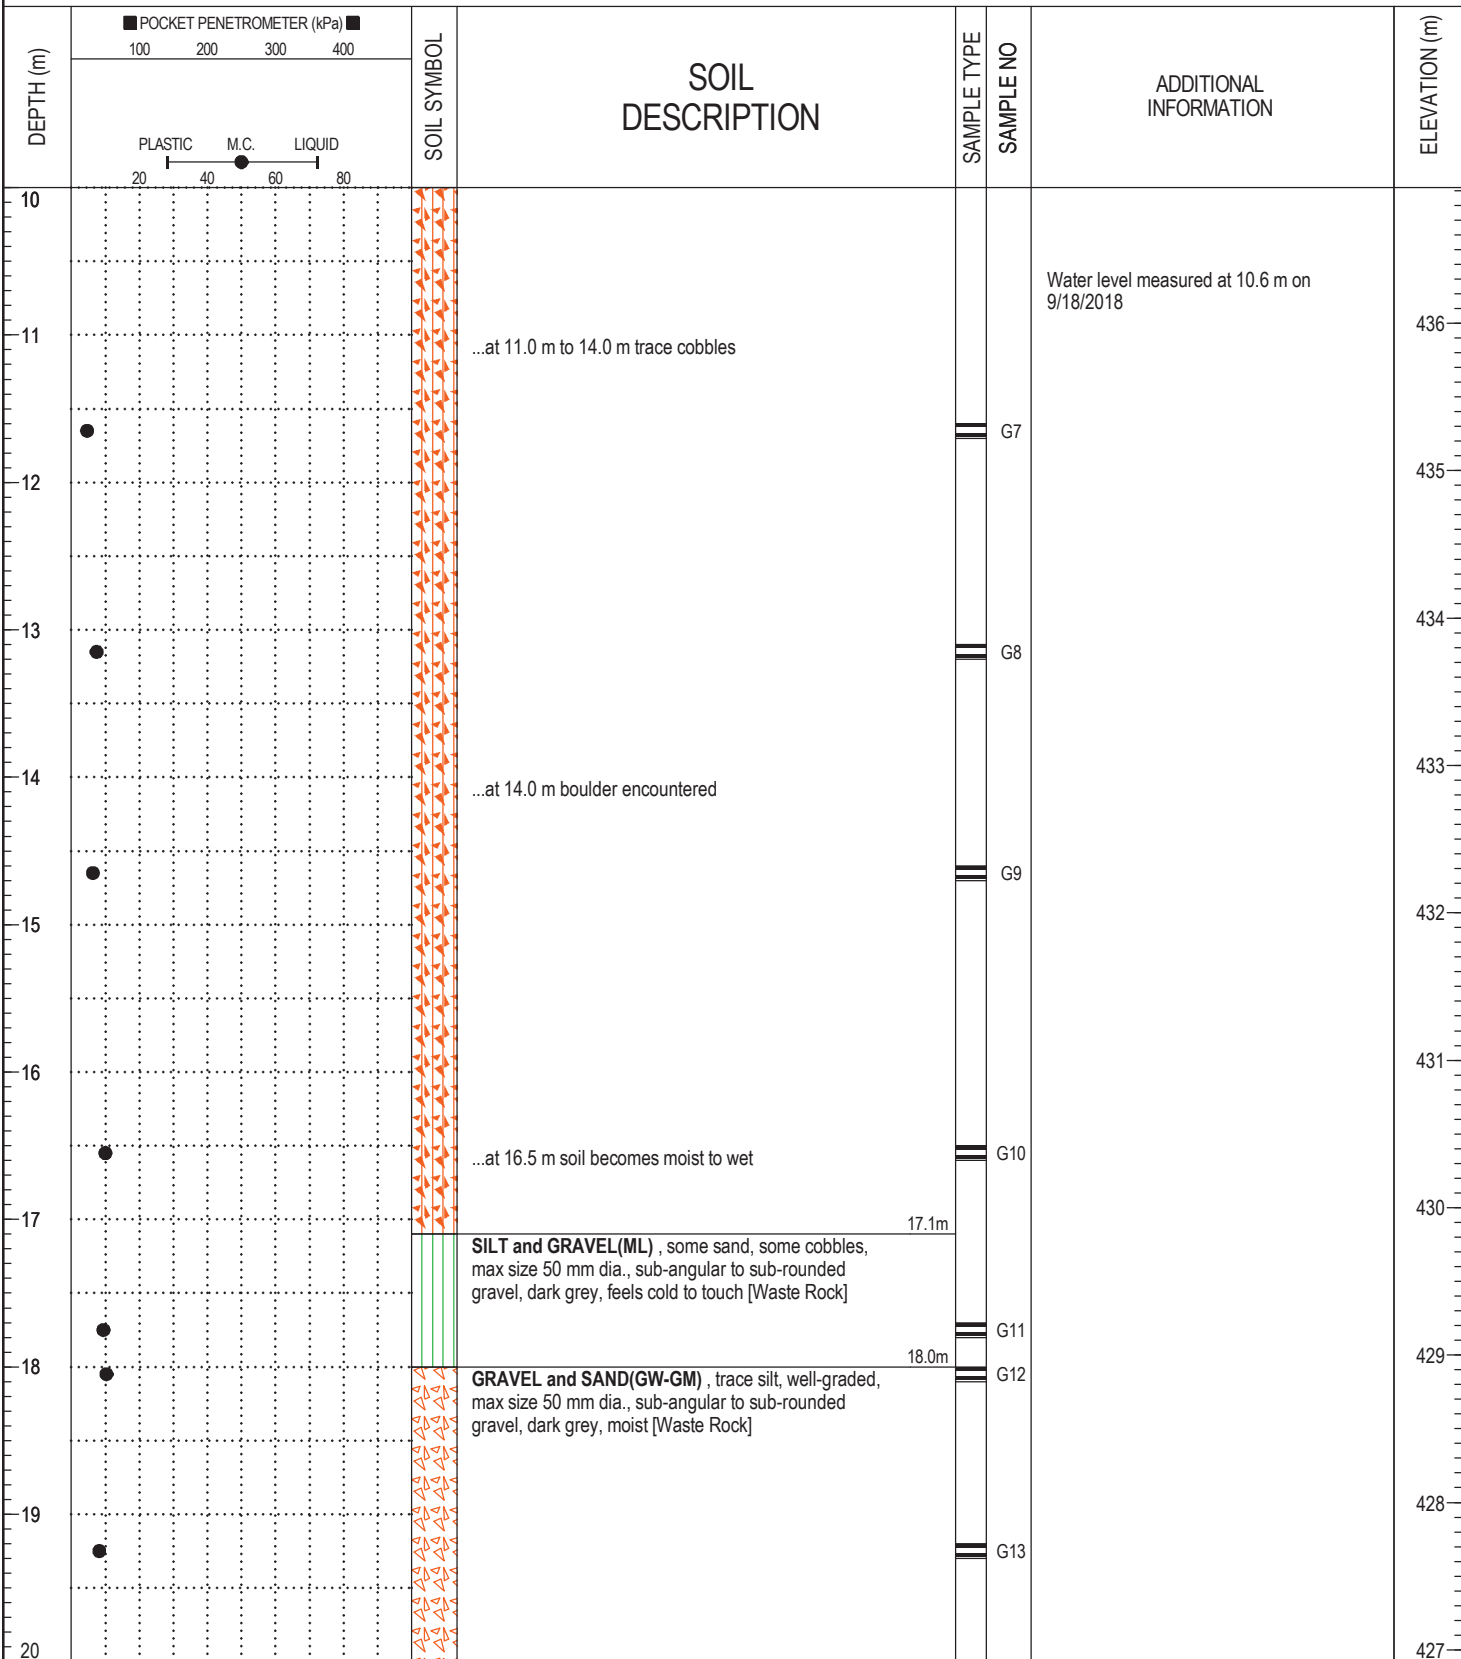 POCKET PENETROMETER (kPa)
100 200 300 400
DEPTH (m)
PLASTIC M.C. LIQUID
20 40 60 80
SOIL SYMBOL
SOIL
DESCRIPTION
SAMPLE TYPE
SAMPLE NO
ADDITIONAL
INFORMATION
ELEVATION (m)
10
Water level measured at 10.6 m on
9/18/2018
436
11
...at 11.0 m to 14.0 m trace cobbles
G7
435
12
434
13
G8
433
14
...at 14.0 m boulder encountered
G9
432
15
431
16
...at 16.5 m soil becomes moist to wet
G10
430
17
17.1m
SILT and GRAVEL(ML) , some sand, some cobbles,
max size 50 mm dia., sub-angular to sub-rounded
gravel, dark grey, feels cold to touch [Waste Rock]
G11
429
18
18.0m
GRAVEL and SAND(GW-GM) , trace silt, well-graded,
max size 50 mm dia., sub-angular to sub-rounded
gravel, dark grey, moist [Waste Rock]
G12
428
19
G13
20
427